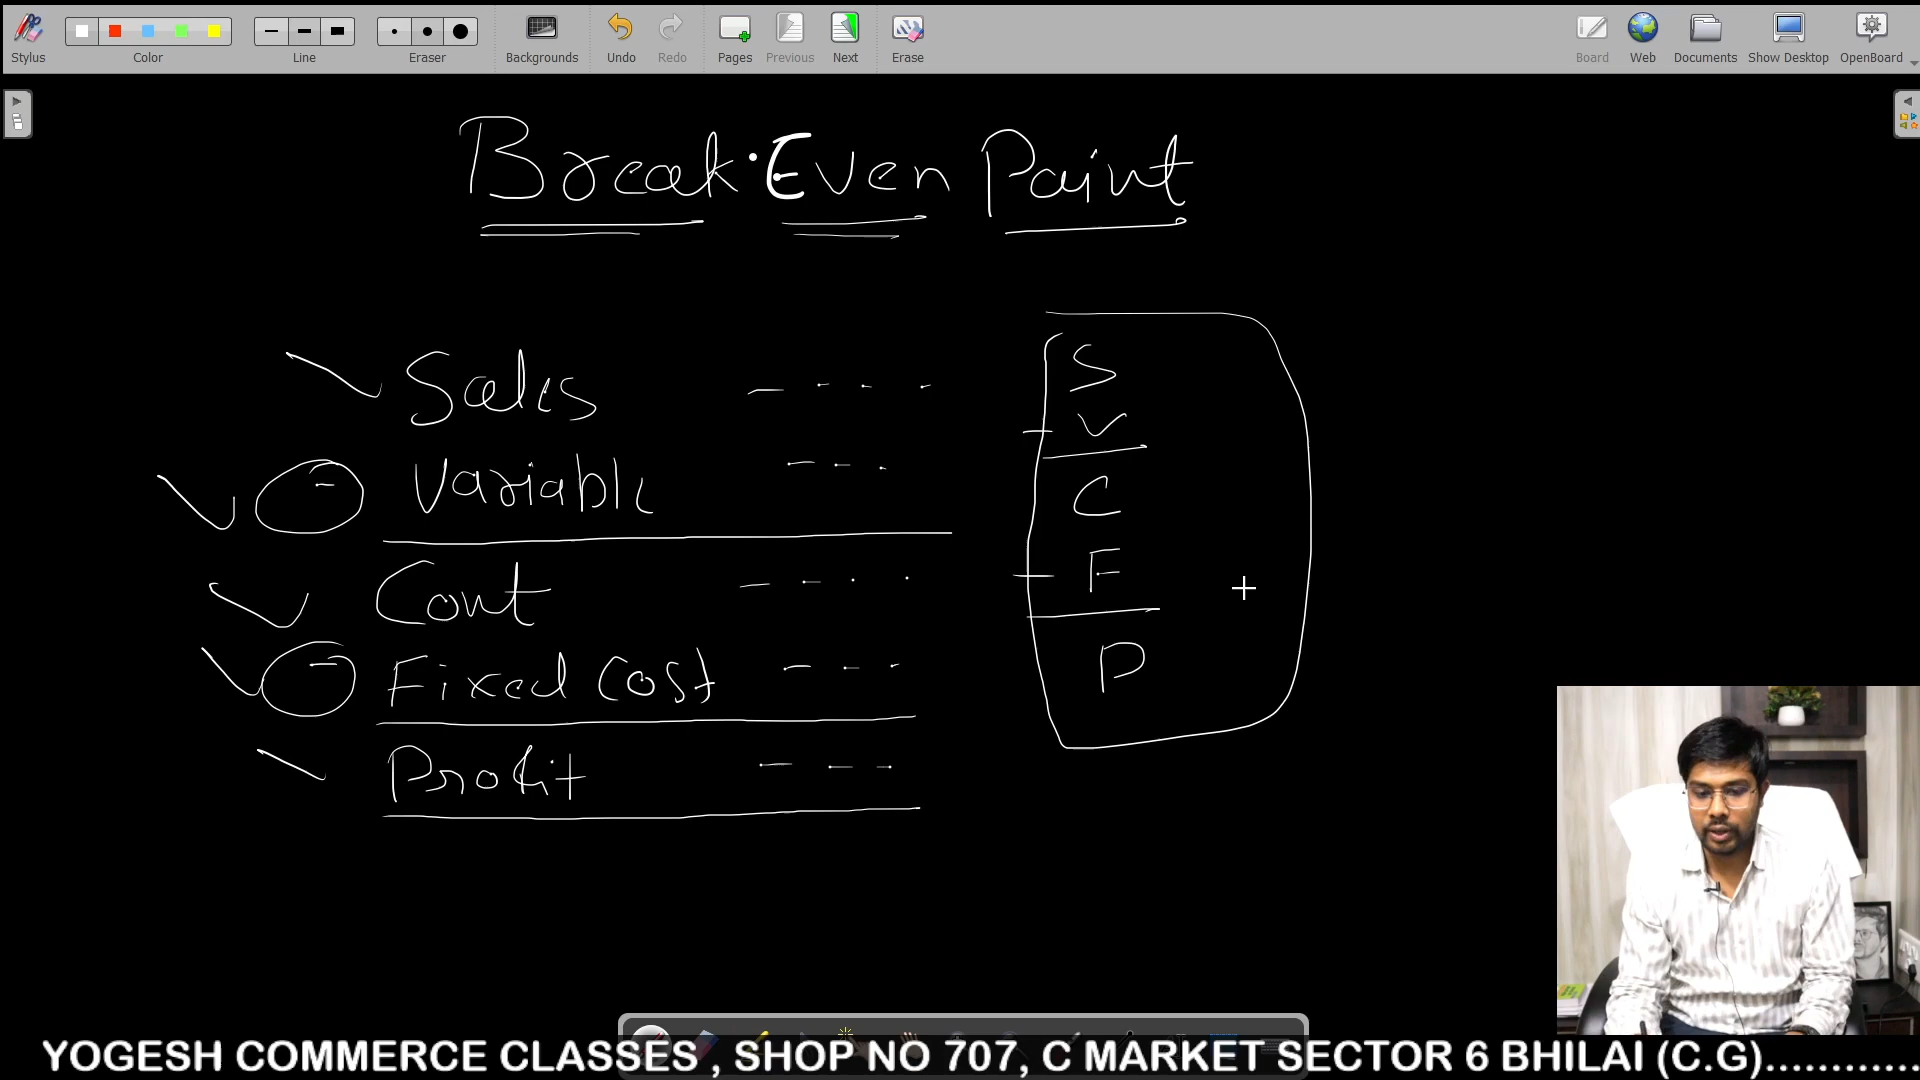 Stylus Color Line Eraser Backgrounds Undo Redo Pages Previous Next Erase Board Web Documents Show Desktop OpenBoard
Break Even Point
Sales - - - -
- Variable - - -
Cont - - - -
- Fixed Cost - - -
Profit - - -
S
- V
C
- F
P
YOGESH COMMERCE CLASSES , SHOP NO 707, C MARKET SECTOR 6 BHILAI (C.G)............